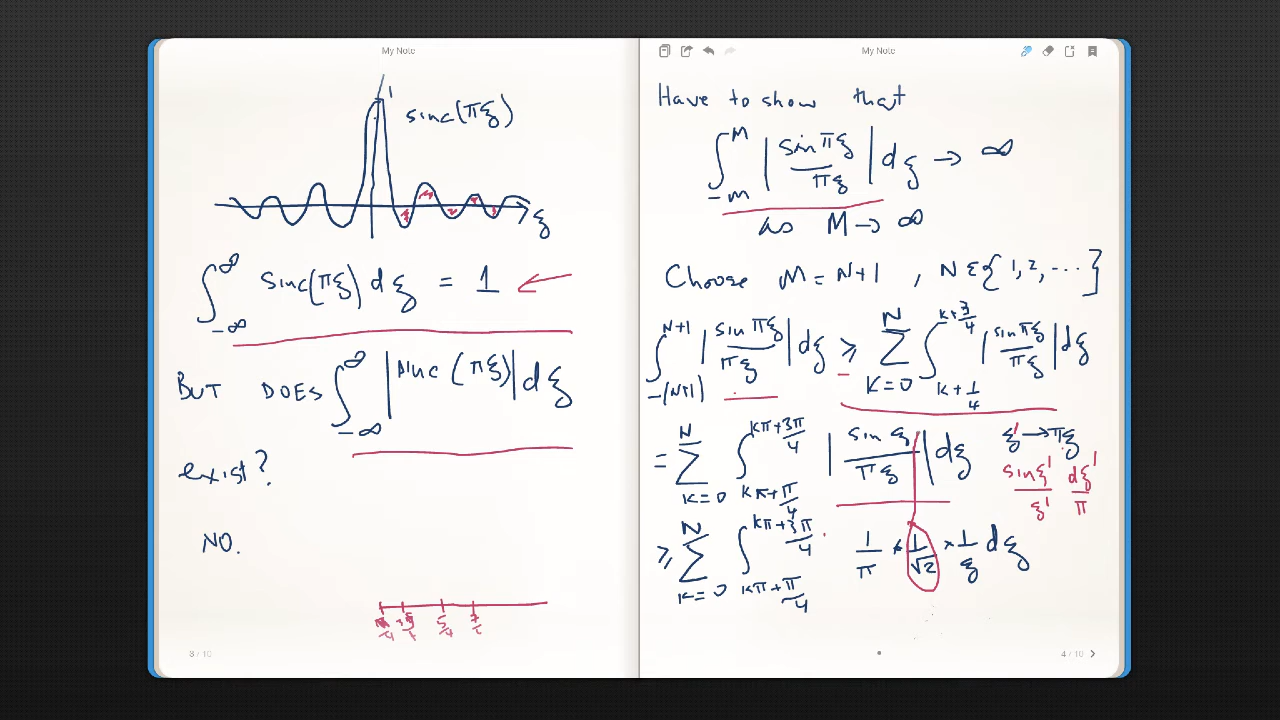 My Note
1
sinc(πξ)
ξ
∫_{-∞}^{∞} sinc(πξ) dξ = 1 ←
BUT DOES ∫_{-∞}^{∞} |sinc(πξ)| dξ
exist?
NO.
5/4 7/4
3 / 10
My Note
Have to show that
∫_{-M}^{M} |sin πξ / πξ| dξ → ∞
as M → ∞
Choose M = N+1 , N ∈ {1, 2, ...}
∫_{-(N+1)}^{N+1} |sin πξ / πξ| dξ ≥ Σ_{K=0}^{N} ∫_{K+1/4}^{K+3/4} |sin πξ / πξ| dξ
= Σ_{K=0}^{N} ∫_{Kπ+π/4}^{Kπ+3π/4} |sin ξ / πξ| dξ ξ' → πξ
sin ξ' / ξ' dξ' / π
≥ Σ_{K=0}^{N} ∫_{Kπ+π/4}^{Kπ+3π/4} 1/π × 1/√2 × 1/ξ dξ
4 / 10 >